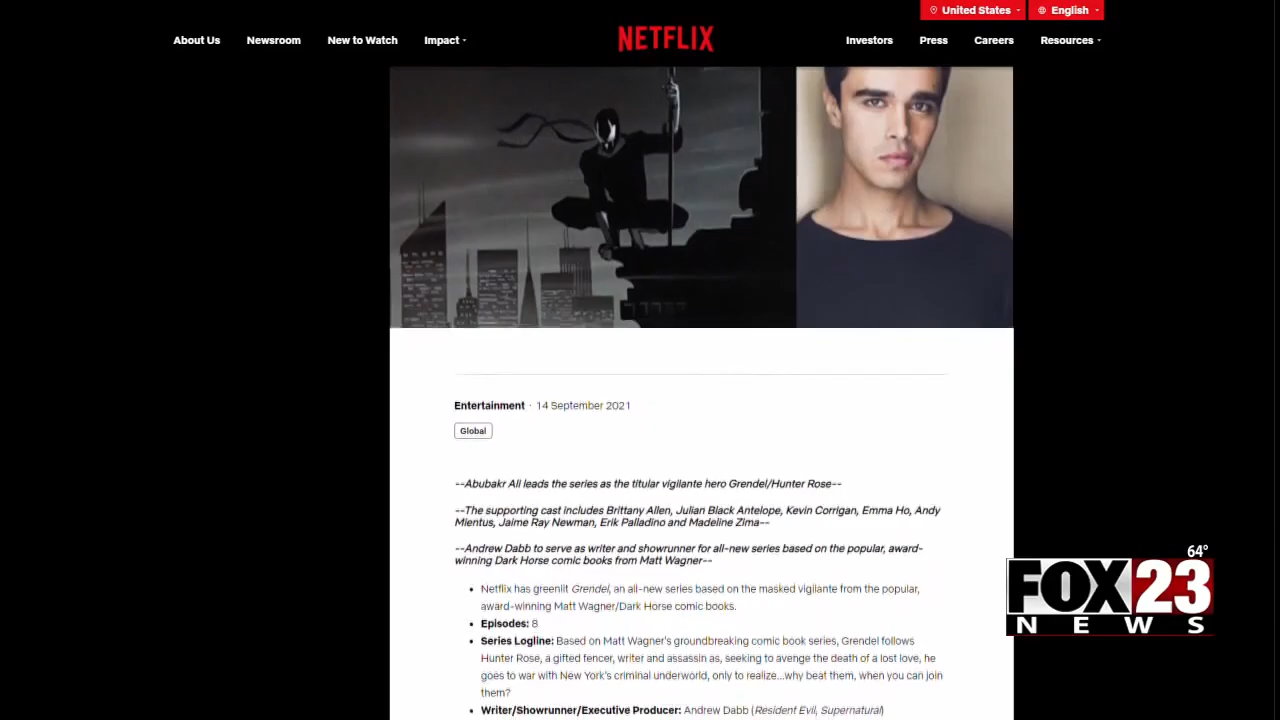 United States
English
About Us
Newsroom
New to Watch
Impact
NETFLIX
Investors
Press
Careers
Resources
Entertainment · 14 September 2021
Global
--Abubakr Ali leads the series as the titular vigilante hero Grendel/Hunter Rose--
--The supporting cast includes Brittany Allen, Julian Black Antelope, Kevin Corrigan, Emma Ho, Andy
Mientus, Jaime Ray Newman, Erik Palladino and Madeline Zima--
--Andrew Dabb to serve as writer and showrunner for all-new series based on the popular, award-
winning Dark Horse comic books from Matt Wagner--
• Netflix has greenlit Grendel, an all-new series based on the masked vigilante from the popular,
award-winning Matt Wagner/Dark Horse comic books.
• Episodes: 8
• Series Logline: Based on Matt Wagner's groundbreaking comic book series, Grendel follows
Hunter Rose, a gifted fencer, writer and assassin as, seeking to avenge the death of a lost love, he
goes to war with New York's criminal underworld, only to realize...why beat them, when you can join
them?
• Writer/Showrunner/Executive Producer: Andrew Dabb (Resident Evil, Supernatural)
64°
FOX 23
NEWS